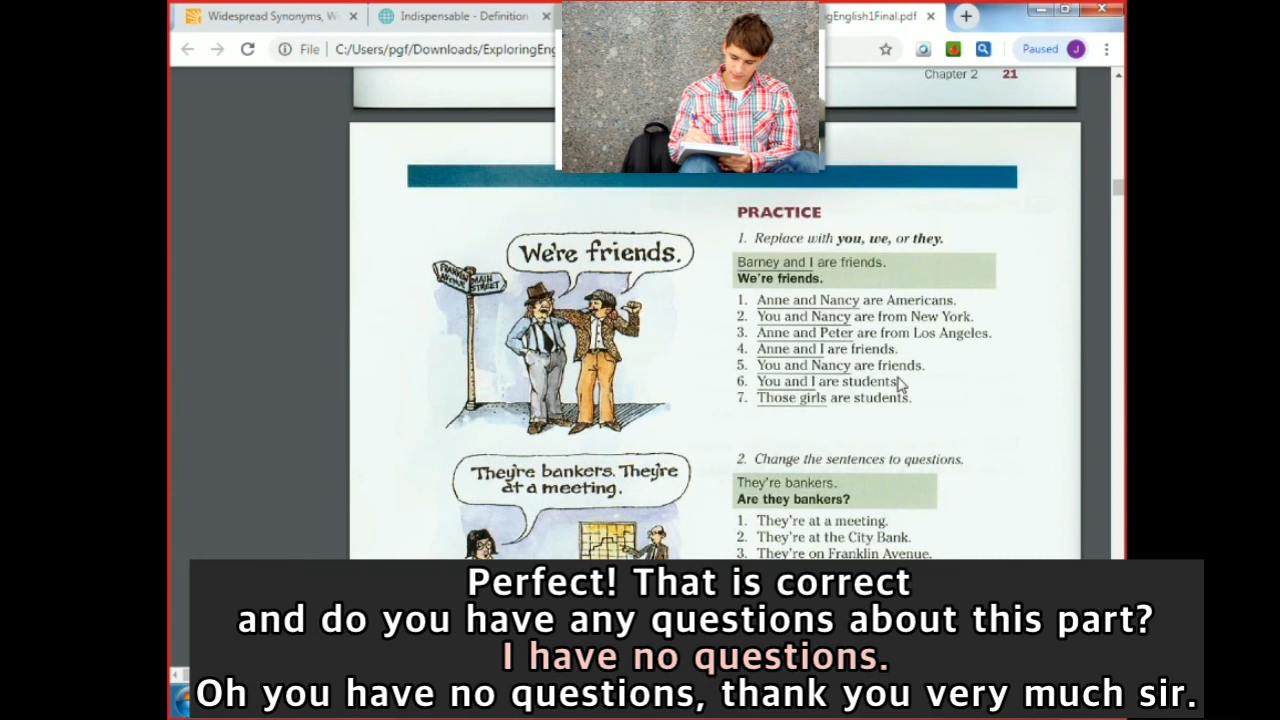 Widespread Synonyms, W
Indispensable - Definition
gEnglish1Final.pdf
File
C:/Users/pgf/Downloads/ExploringEng
Paused
J
Chapter 2 21
We're friends.
FRANKLIN AVENUE
MAIN STREET
PRACTICE
1. Replace with you, we, or they.
Barney and I are friends.
We're friends.
1. Anne and Nancy are Americans.
2. You and Nancy are from New York.
3. Anne and Peter are from Los Angeles.
4. Anne and I are friends.
5. You and Nancy are friends.
6. You and I are students
7. Those girls are students.
They're bankers. They're
at a meeting.
2. Change the sentences to questions.
They're bankers.
Are they bankers?
1. They're at a meeting.
2. They're at the City Bank.
3. They're on Franklin Avenue.
Perfect! That is correct
and do you have any questions about this part?
I have no questions.
Oh you have no questions, thank you very much sir.